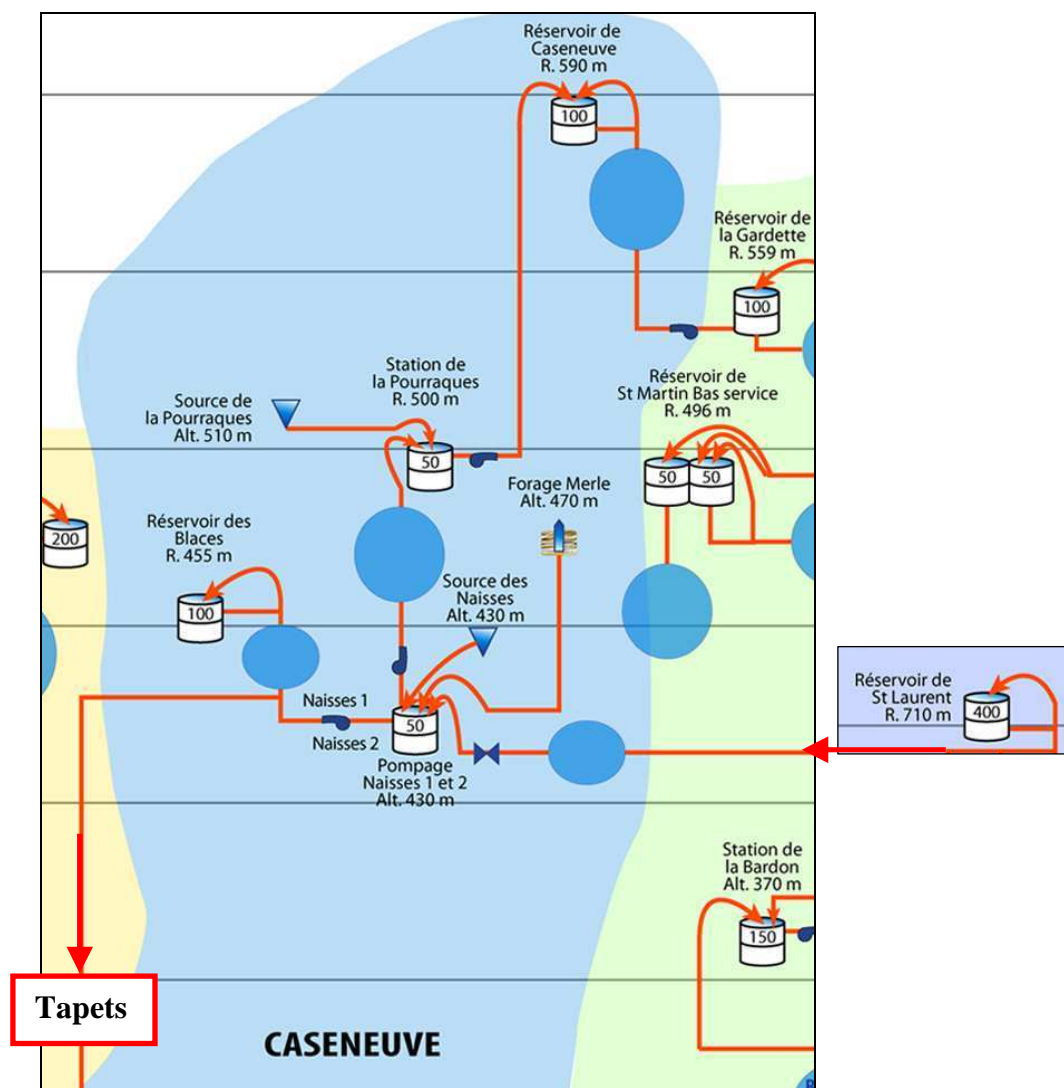 Réservoir de
Caseneuve
R. 590 m
100
Réservoir de
la Gardette
R. 559 m
100
Station de
la Pourraques
R. 500 m
50
Source de
la Pourraques
Alt. 510 m
Réservoir de
St Martin Bas service
R. 496 m
50
50
Forage Merle
Alt. 470 m
200
Réservoir des
Blaces
R. 455 m
100
Source des
Naisses
Alt. 430 m
Naisses 1
Naisses 2
50
Pompage
Naisses 1 et 2
Alt. 430 m
Réservoir de
St Laurent
R. 710 m
400
Station de
la Bardon
Alt. 370 m
150
Tapets
CASENEUVE